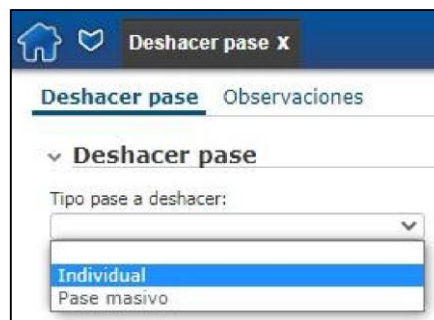 Deshacer pase X
Deshacer pase Observaciones
Deshacer pase
Tipo pase a deshacer:
Individual
Pase masivo